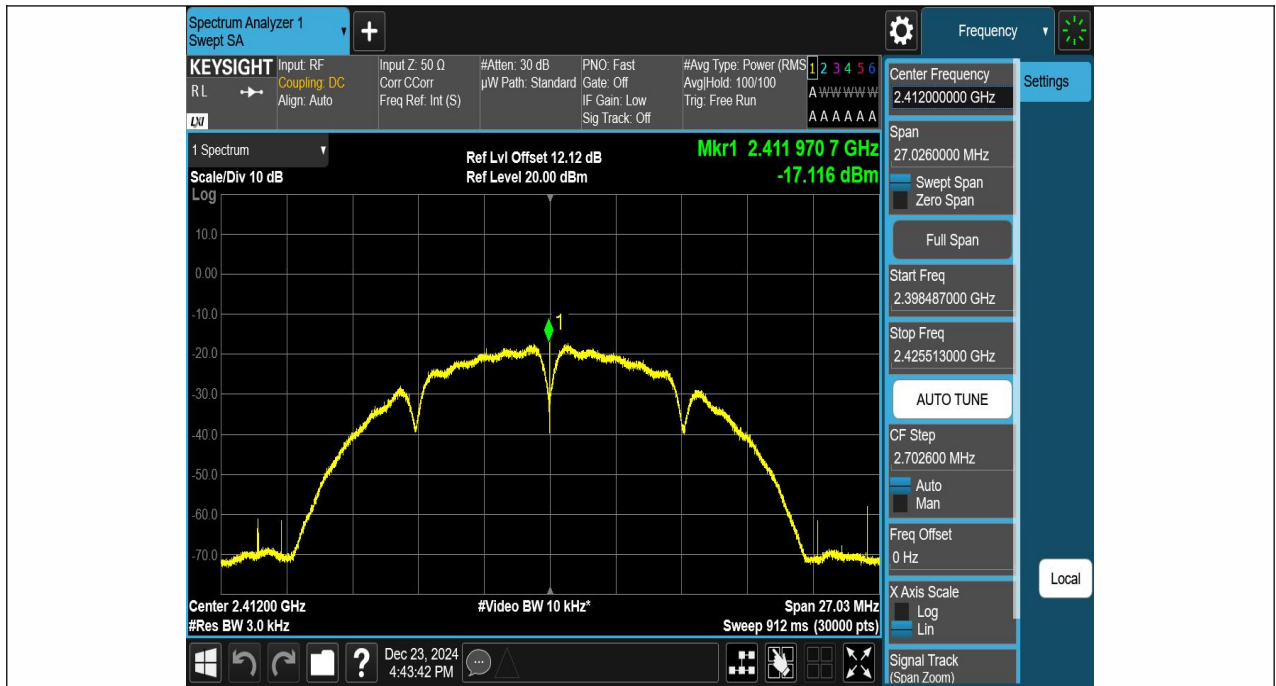 Spectrum Analyzer 1
Swept SA
+
Frequency
KEYSIGHT
RL
LXI
Input: RF
Coupling: DC
Align: Auto
Input Z: 50 Ω
Corr CCorr
Freq Ref: Int (S)
#Atten: 30 dB
µW Path: Standard
PNO: Fast
Gate: Off
IF Gain: Low
Sig Track: Off
#Avg Type: Power (RMS
Avg|Hold: 100/100
Trig: Free Run
1 2 3 4 5 6
A W W W W W
A A A A A A
1 Spectrum
Scale/Div 10 dB
Ref Lvl Offset 12.12 dB
Ref Level 20.00 dBm
Mkr1 2.411 970 7 GHz
-17.116 dBm
Log
10.0
0.00
-10.0
-20.0
-30.0
-40.0
-50.0
-60.0
-70.0
1
Center 2.41200 GHz
#Res BW 3.0 kHz
#Video BW 10 kHz*
Span 27.03 MHz
Sweep 912 ms (30000 pts)
Center Frequency
2.412000000 GHz
Settings
Span
27.0260000 MHz
Swept Span
Zero Span
Full Span
Start Freq
2.398487000 GHz
Stop Freq
2.425513000 GHz
AUTO TUNE
CF Step
2.702600 MHz
Auto
Man
Freq Offset
0 Hz
Local
X Axis Scale
Log
Lin
Signal Track
(Span Zoom)
?
Dec 23, 2024
4:43:42 PM